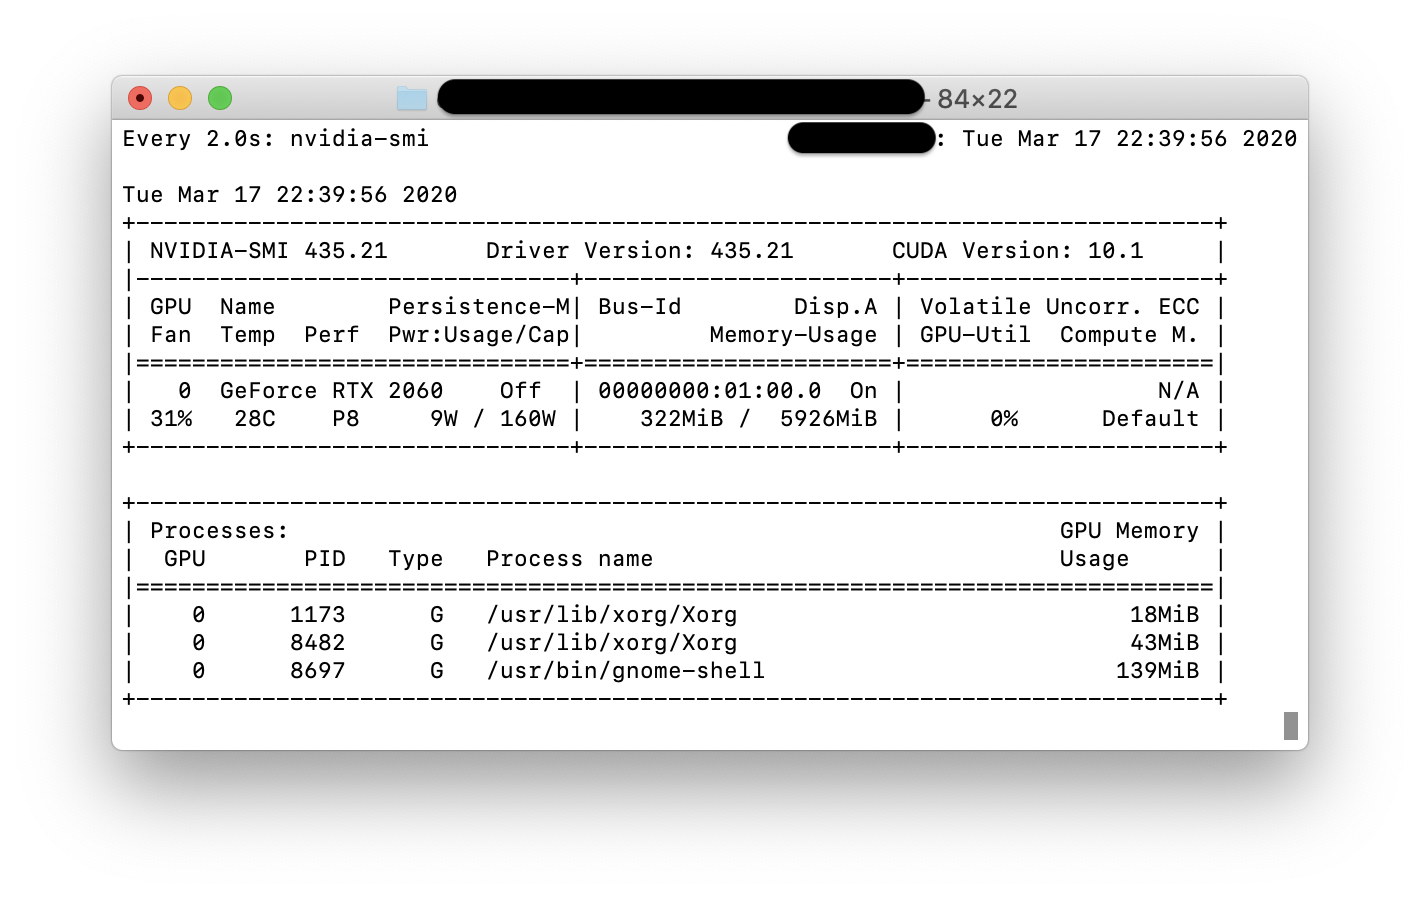 - 84×22
Every 2.0s: nvidia-smi : Tue Mar 17 22:39:56 2020
Tue Mar 17 22:39:56 2020
+-----------------------------------------------------------------------------+
| NVIDIA-SMI 435.21       Driver Version: 435.21       CUDA Version: 10.1     |
|-------------------------------+----------------------+----------------------+
| GPU  Name        Persistence-M| Bus-Id        Disp.A | Volatile Uncorr. ECC |
| Fan  Temp  Perf  Pwr:Usage/Cap|         Memory-Usage | GPU-Util  Compute M. |
|===============================+======================+======================|
|   0  GeForce RTX 2060    Off  | 00000000:01:00.0  On |                  N/A |
| 31%   28C    P8     9W / 160W |    322MiB /  5926MiB |      0%      Default |
+-------------------------------+----------------------+----------------------+
+-----------------------------------------------------------------------------+
| Processes:                                                       GPU Memory |
|  GPU       PID   Type   Process name                             Usage      |
|=============================================================================|
|    0      1173      G   /usr/lib/xorg/Xorg                            18MiB |
|    0      8482      G   /usr/lib/xorg/Xorg                            43MiB |
|    0      8697      G   /usr/bin/gnome-shell                         139MiB |
+-----------------------------------------------------------------------------+